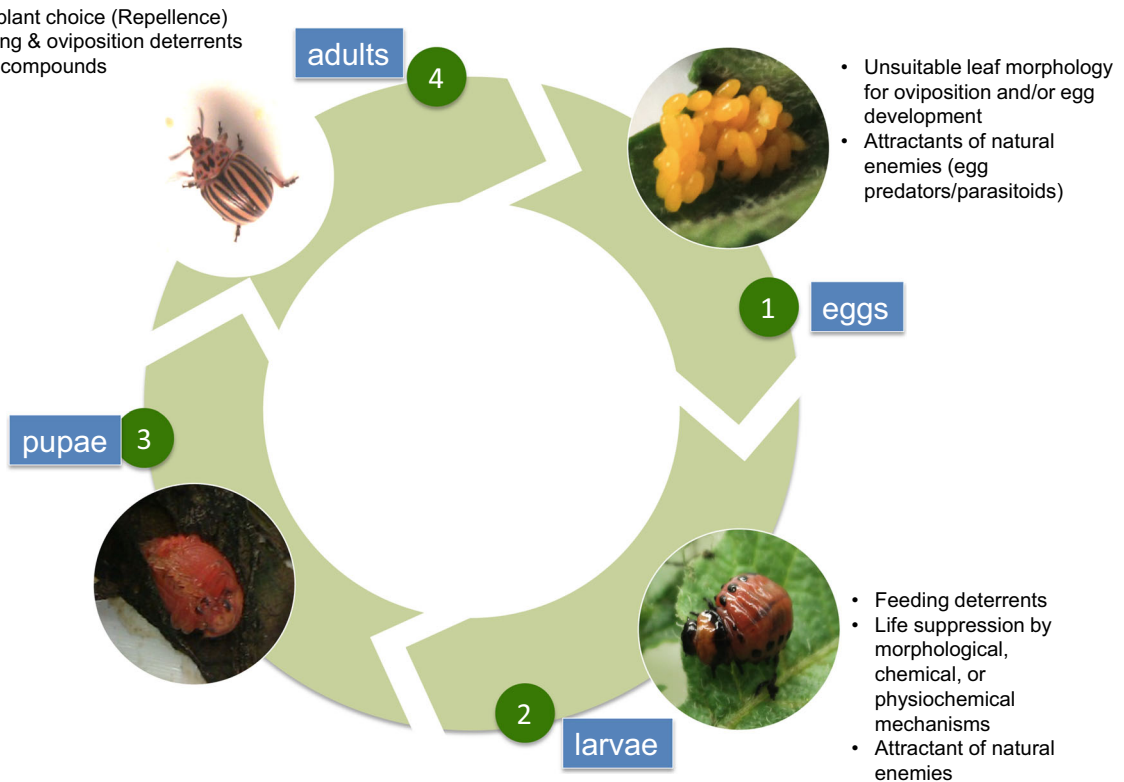 plant choice (Repellence)
& oviposition deterrents
compounds
adults
4
• Unsuitable leaf morphology
for oviposition and/or egg
development
• Attractants of natural
enemies (egg
predators/parasitoids)
1
eggs
pupae
3
• Feeding deterrents
• Life suppression by
morphological,
chemical, or
physiochemical
mechanisms
• Attractant of natural
enemies
2
larvae